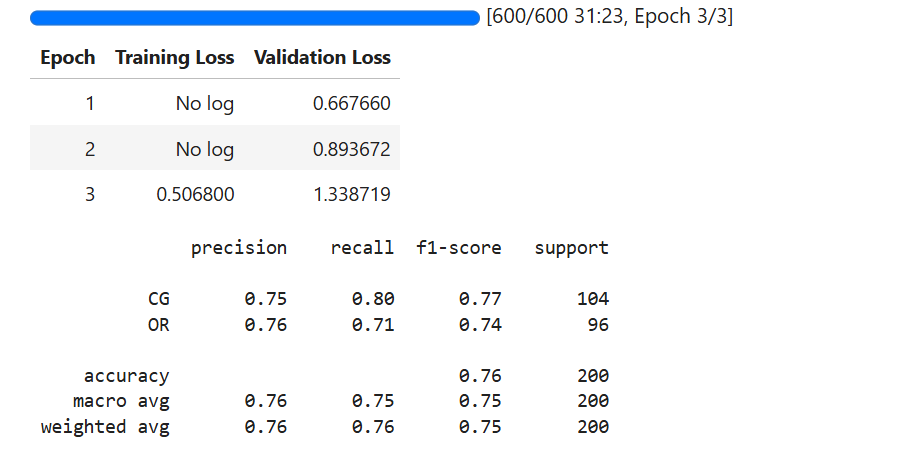 [600/600 31:23, Epoch 3/3]
Epoch Training Loss Validation Loss
1 No log 0.667660
2 No log 0.893672
3 0.506800 1.338719
precision recall f1-score support
CG 0.75 0.80 0.77 104
OR 0.76 0.71 0.74 96
accuracy 0.76 200
macro avg 0.76 0.75 0.75 200
weighted avg 0.76 0.76 0.75 200